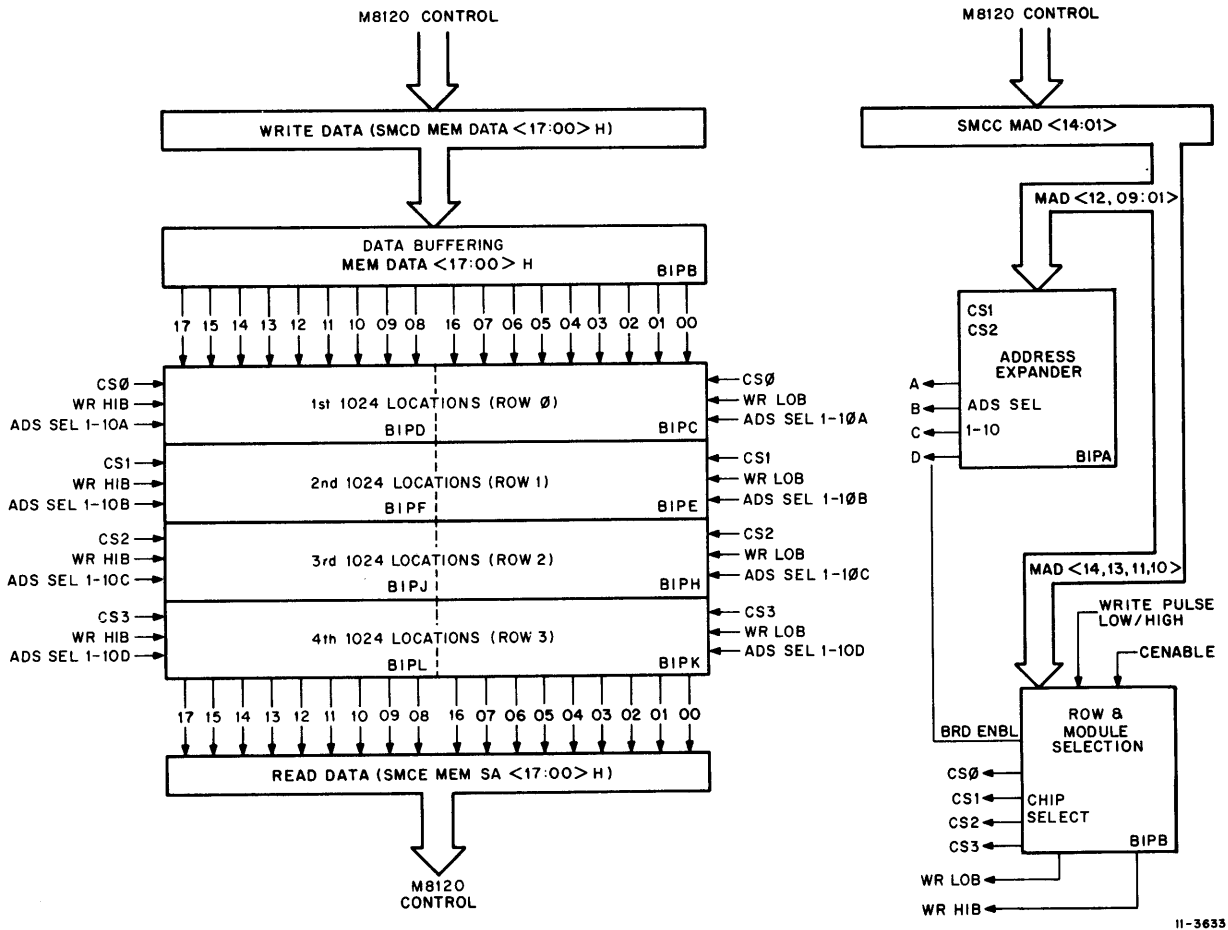 M8120 CONTROL
WRITE DATA (SMCD MEM DATA <17:00> H)
DATA BUFFERING
MEM DATA <17:00> H
BIPB
17 15 14 13 12 11 10 09 08 16 07 06 05 04 03 02 01 00
CSØ
WR HIB
ADS SEL 1-10A
1st 1024 LOCATIONS (ROW Ø)
BIPD
BIPC
CSØ
WR LOB
ADS SEL 1-1ØA
CS1
WR HIB
ADS SEL 1-10B
2nd 1024 LOCATIONS (ROW 1)
BIPF
BIPE
CS1
WR LOB
ADS SEL 1-1ØB
CS2
WR HIB
ADS SEL 1-10C
3rd 1024 LOCATIONS (ROW 2)
BIPJ
BIPH
CS2
WR LOB
ADS SEL 1-1ØC
CS3
WR HIB
ADS SEL 1-10D
4th 1024 LOCATIONS (ROW 3)
BIPL
BIPK
CS3
WR LOB
ADS SEL 1-10D
17 15 14 13 12 11 10 09 08 16 07 06 05 04 03 02 01 00
READ DATA (SMCE MEM SA <17:00> H)
M8120
CONTROL
M8120 CONTROL
SMCC MAD <14:01>
MAD <12, 09:01>
CS1
CS2
ADDRESS
EXPANDER
A
B
C
D
ADS SEL
1-10
BIPA
MAD <14,13,11,10>
WRITE PULSE
LOW/HIGH
CENABLE
ROW &
MODULE
SELECTION
BRD ENBL
CSØ
CS1
CS2
CS3
CHIP
SELECT
BIPB
WR LOB
WR HIB
11-3633